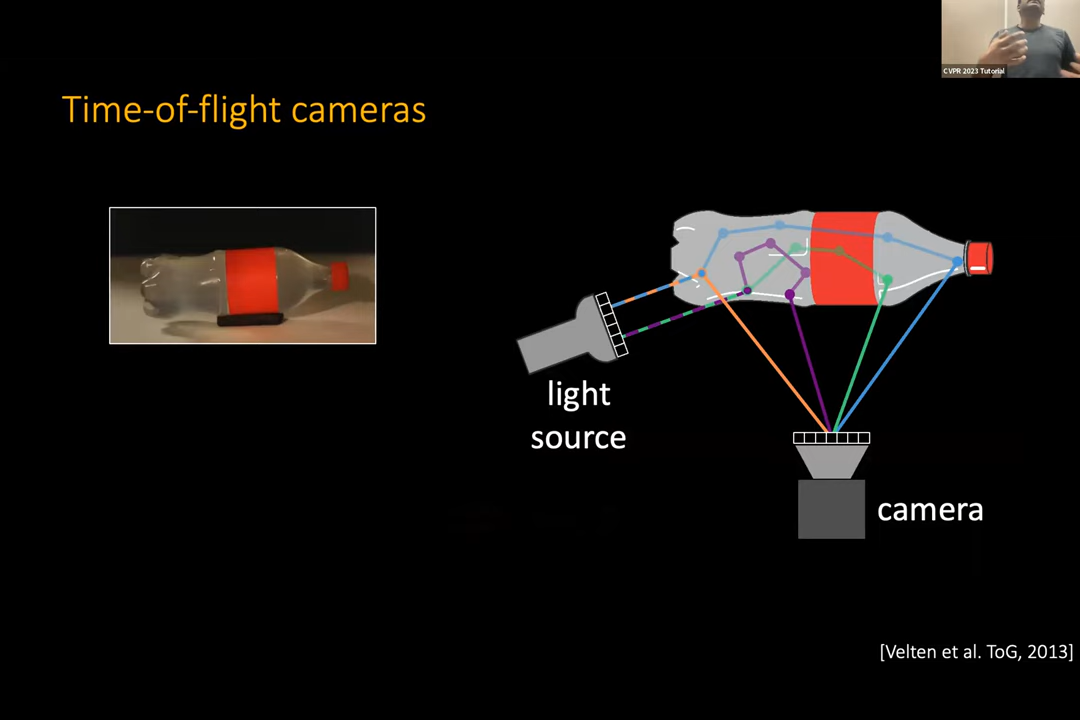 CVPR 2023 Tutorial
Time-of-flight cameras
light
source
camera
[Velten et al. ToG, 2013]